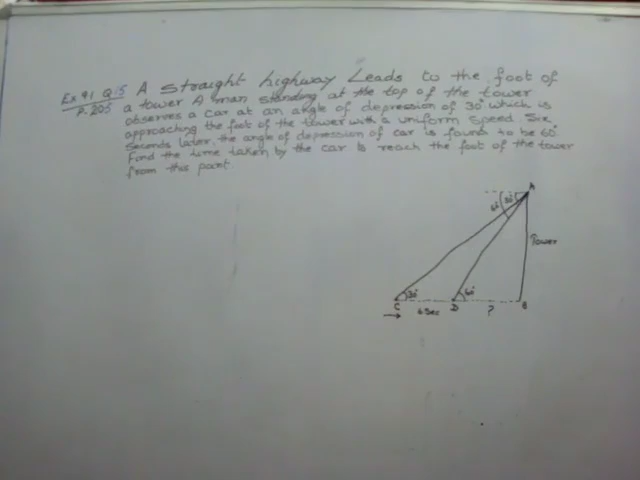 Ex 9.1 Q.15 A straight highway Leads to the foot of
P. 205 a tower A man standing at the top of the tower
observes a car at an angle of depression of 30° which is
approaching the foot of the tower with a uniform speed. Six
Seconds later, the angle of depression of car is found to be 60°.
Find the time taken by the car to reach the foot of the tower
from this point.
A
60° 30°
Tower
30° 60°
C 6 Sec D ? B